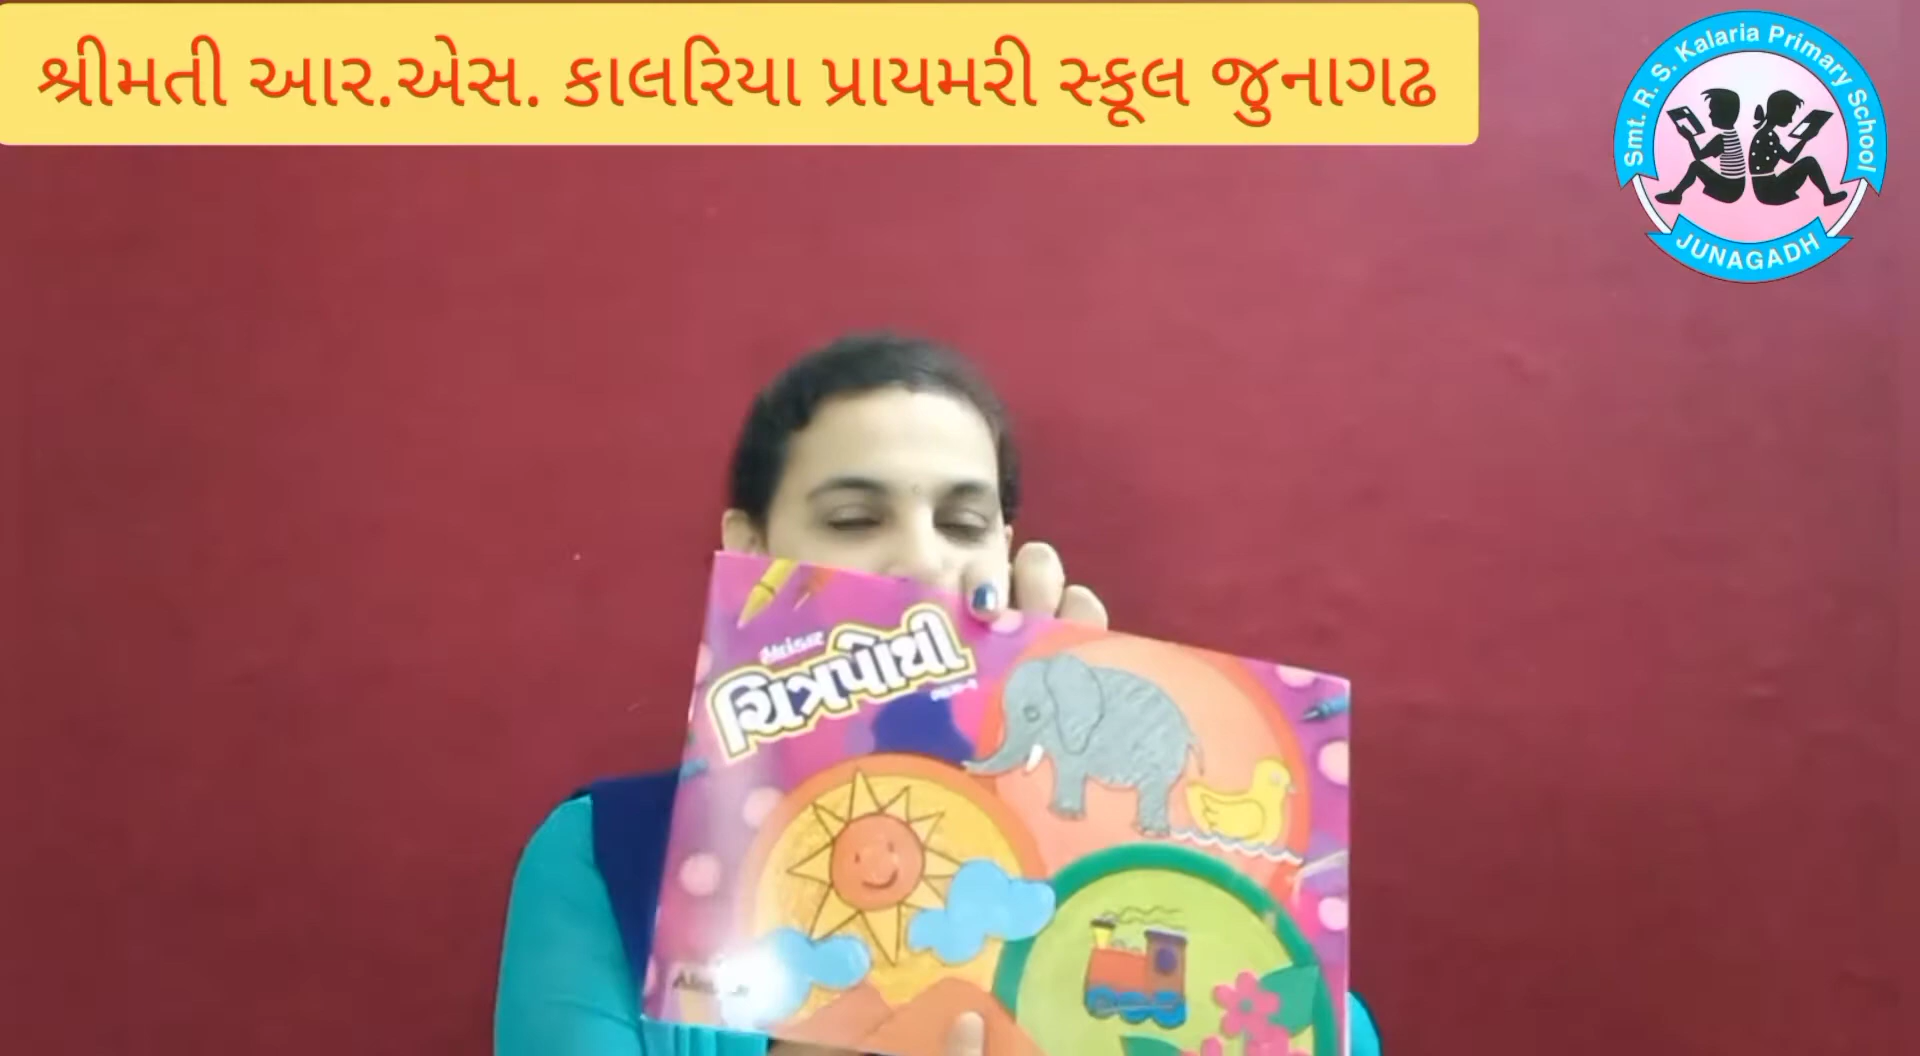 શ્રીમતી આર.એસ. કાલરિયા પ્રાયમરી સ્કૂલ જુનાગઢ
Smt. R. S. Kalaria Primary School
JUNAGADH
ચિત્રપોથી